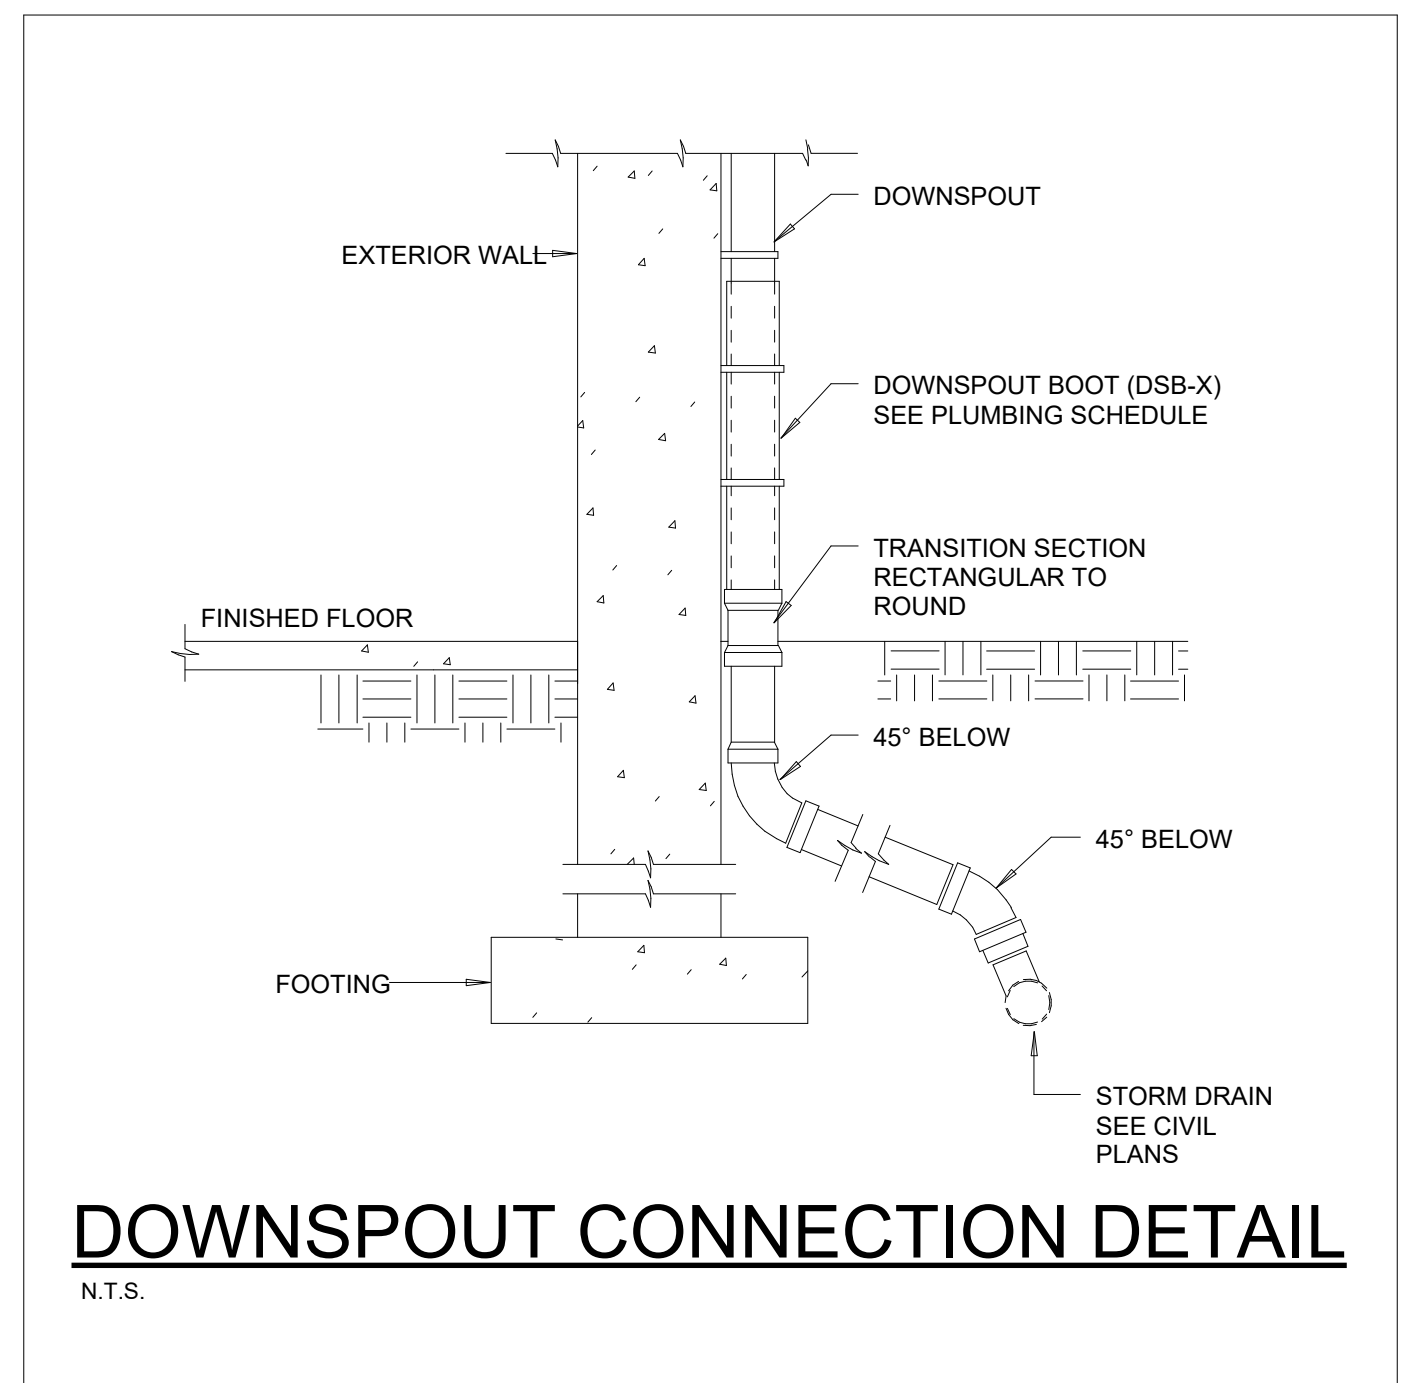 DOWNSPOUT
EXTERIOR WALL
DOWNSPOUT BOOT (DSB-X)
SEE PLUMBING SCHEDULE
TRANSITION SECTION
RECTANGULAR TO
ROUND
FINISHED FLOOR
45° BELOW
45° BELOW
FOOTING
STORM DRAIN
SEE CIVIL
PLANS
DOWNSPOUT CONNECTION DETAIL
N.T.S.